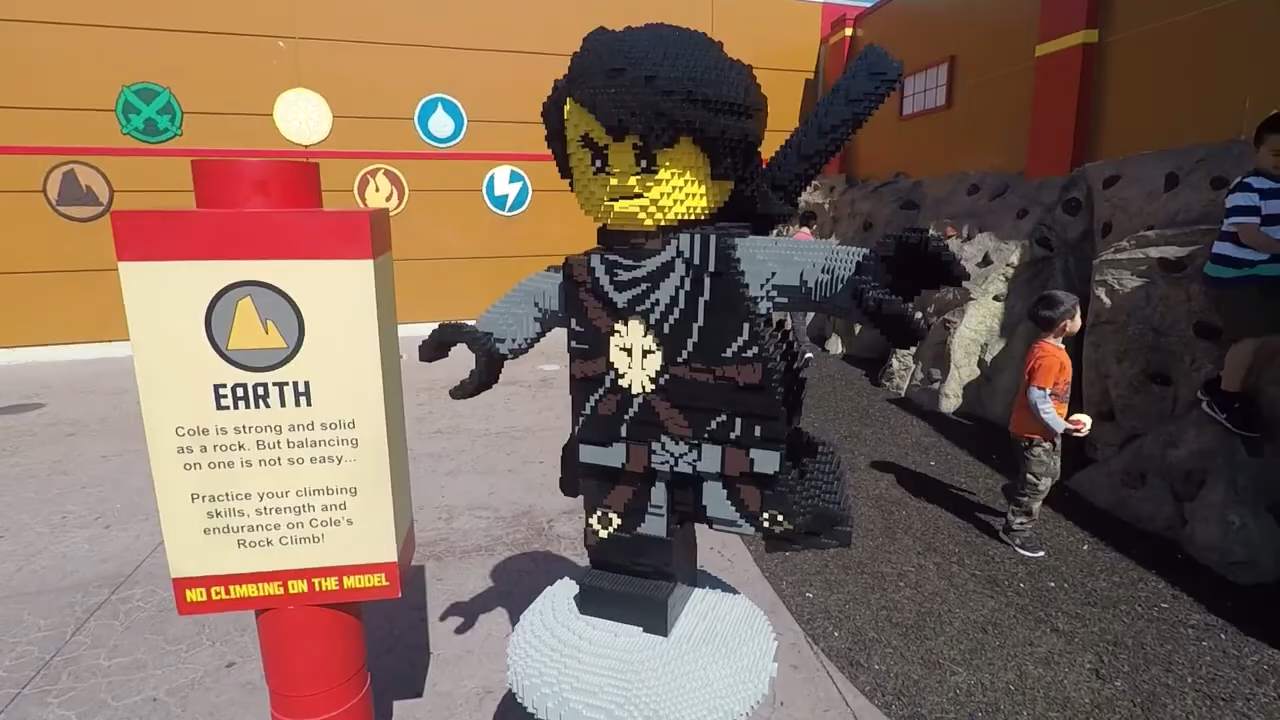 EARTH
Cole is strong and solid
as a rock. But balancing
on one is not so easy...
Practice your climbing
skills, strength and
endurance on Cole's
Rock Climb!
NO CLIMBING ON THE MODEL